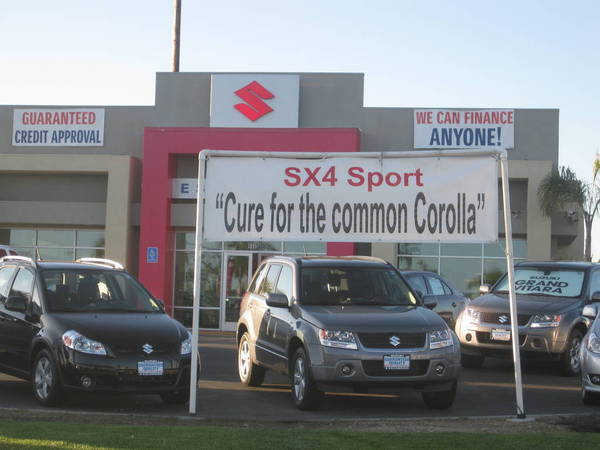 GUARANTEED
CREDIT APPROVAL
WE CAN FINANCE
ANYONE!
E
SX4 Sport
“Cure for the common Corolla”
SUZUKI
GRAND
VITARA